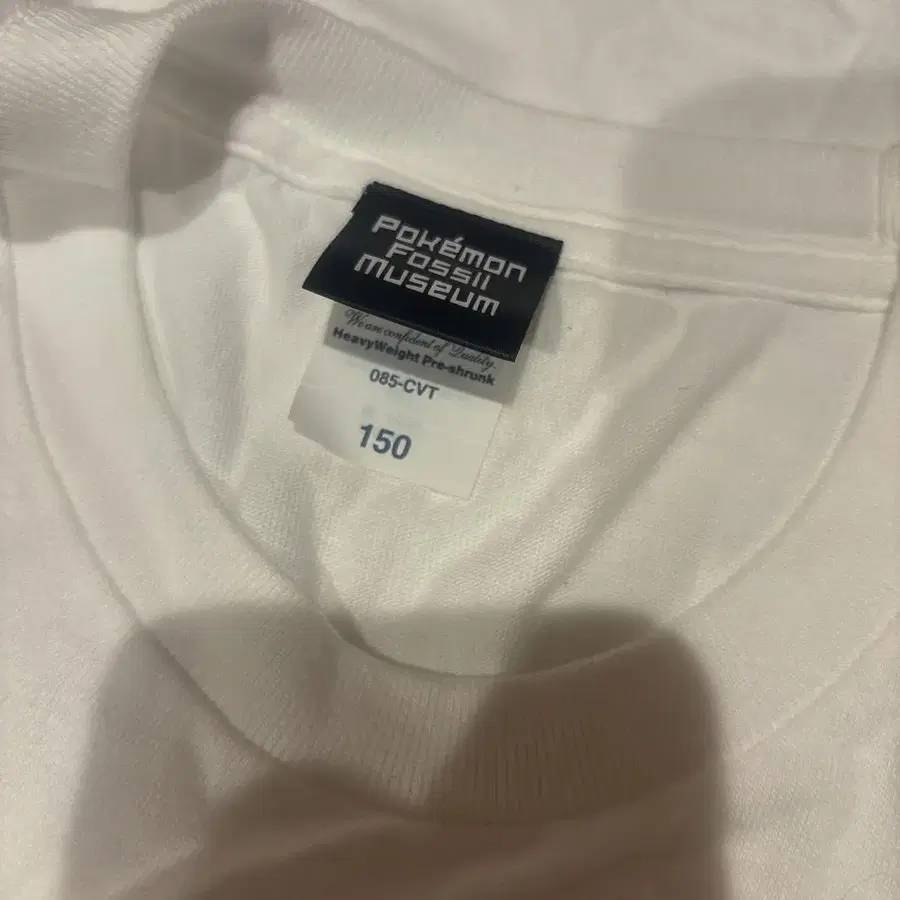 Pokémon
Fossil
Museum
We are confident of Quality.
HeavyWeight Pre-shrunk
085-CVT
150